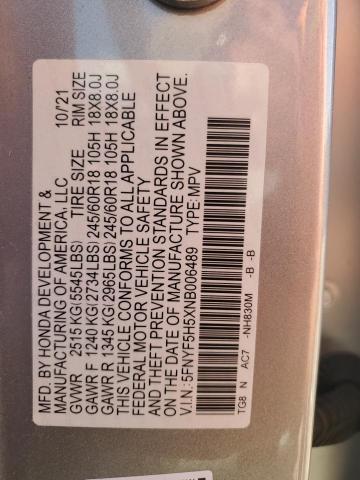 MFD. BY HONDA DEVELOPMENT &
MANUFACTURING OF AMERICA, LLC 10/21
GVWR 2515 KG(5545LBS) TIRE SIZE RIM SIZE
GAWR F 1240 KG(2734LBS) 245/60R18 105H 18X8.0J
GAWR R 1345 KG(2965LBS) 245/60R18 105H 18X8.0J
THIS VEHICLE CONFORMS TO ALL APPLICABLE
FEDERAL MOTOR VEHICLE SAFETY
AND THEFT PREVENTION STANDARDS IN EFFECT
ON THE DATE OF MANUFACTURE SHOWN ABOVE.
V.I.N.: 5FNYF5H5XNB006489 TYPE: MPV
TG8 N AC7 -NH830M -B -B